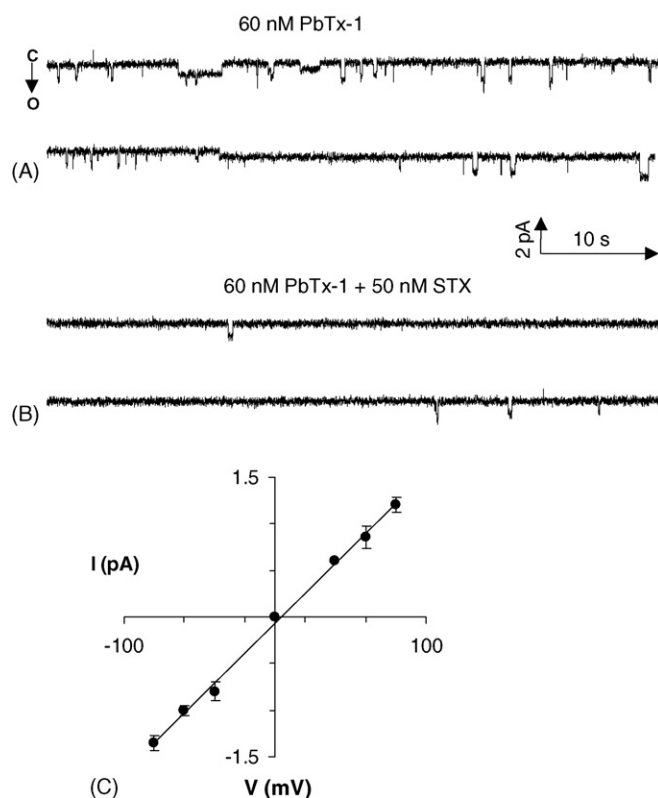 60 nM PbTx-1
C
O
(A)
2 pA
10 s
60 nM PbTx-1 + 50 nM STX
(B)
1.5
I (pA)
-100
100
-1.5
(C)
V (mV)